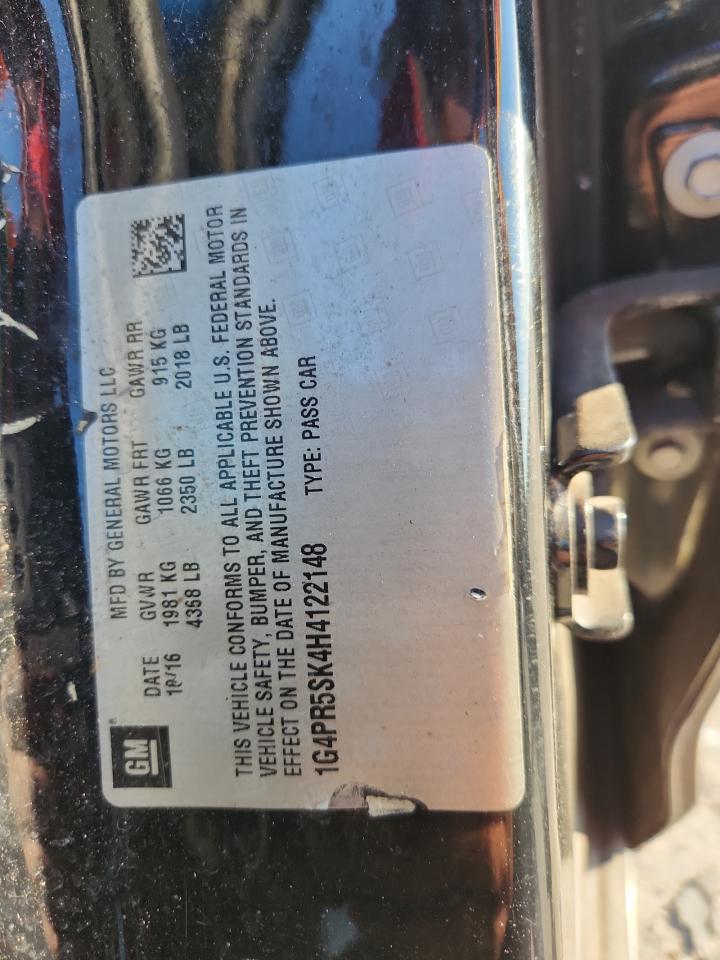 GM
MFD BY GENERAL MOTORS LLC
DATE GVWR GAWR FRT GAWR RR
10/16 1981 KG 1066 KG 915 KG
4368 LB 2350 LB 2018 LB
THIS VEHICLE CONFORMS TO ALL APPLICABLE U.S. FEDERAL MOTOR
VEHICLE SAFETY, BUMPER, AND THEFT PREVENTION STANDARDS IN
EFFECT ON THE DATE OF MANUFACTURE SHOWN ABOVE.
1G4PR5SK4H4122148 TYPE: PASS CAR